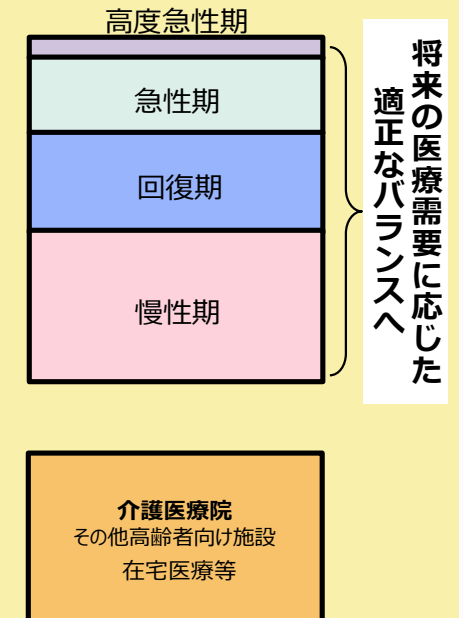 高度急性期
急性期
回復期
慢性期
将来の医療需要に応じた
適正なバランスへ
介護医療院
その他高齢者向け施設
在宅医療等